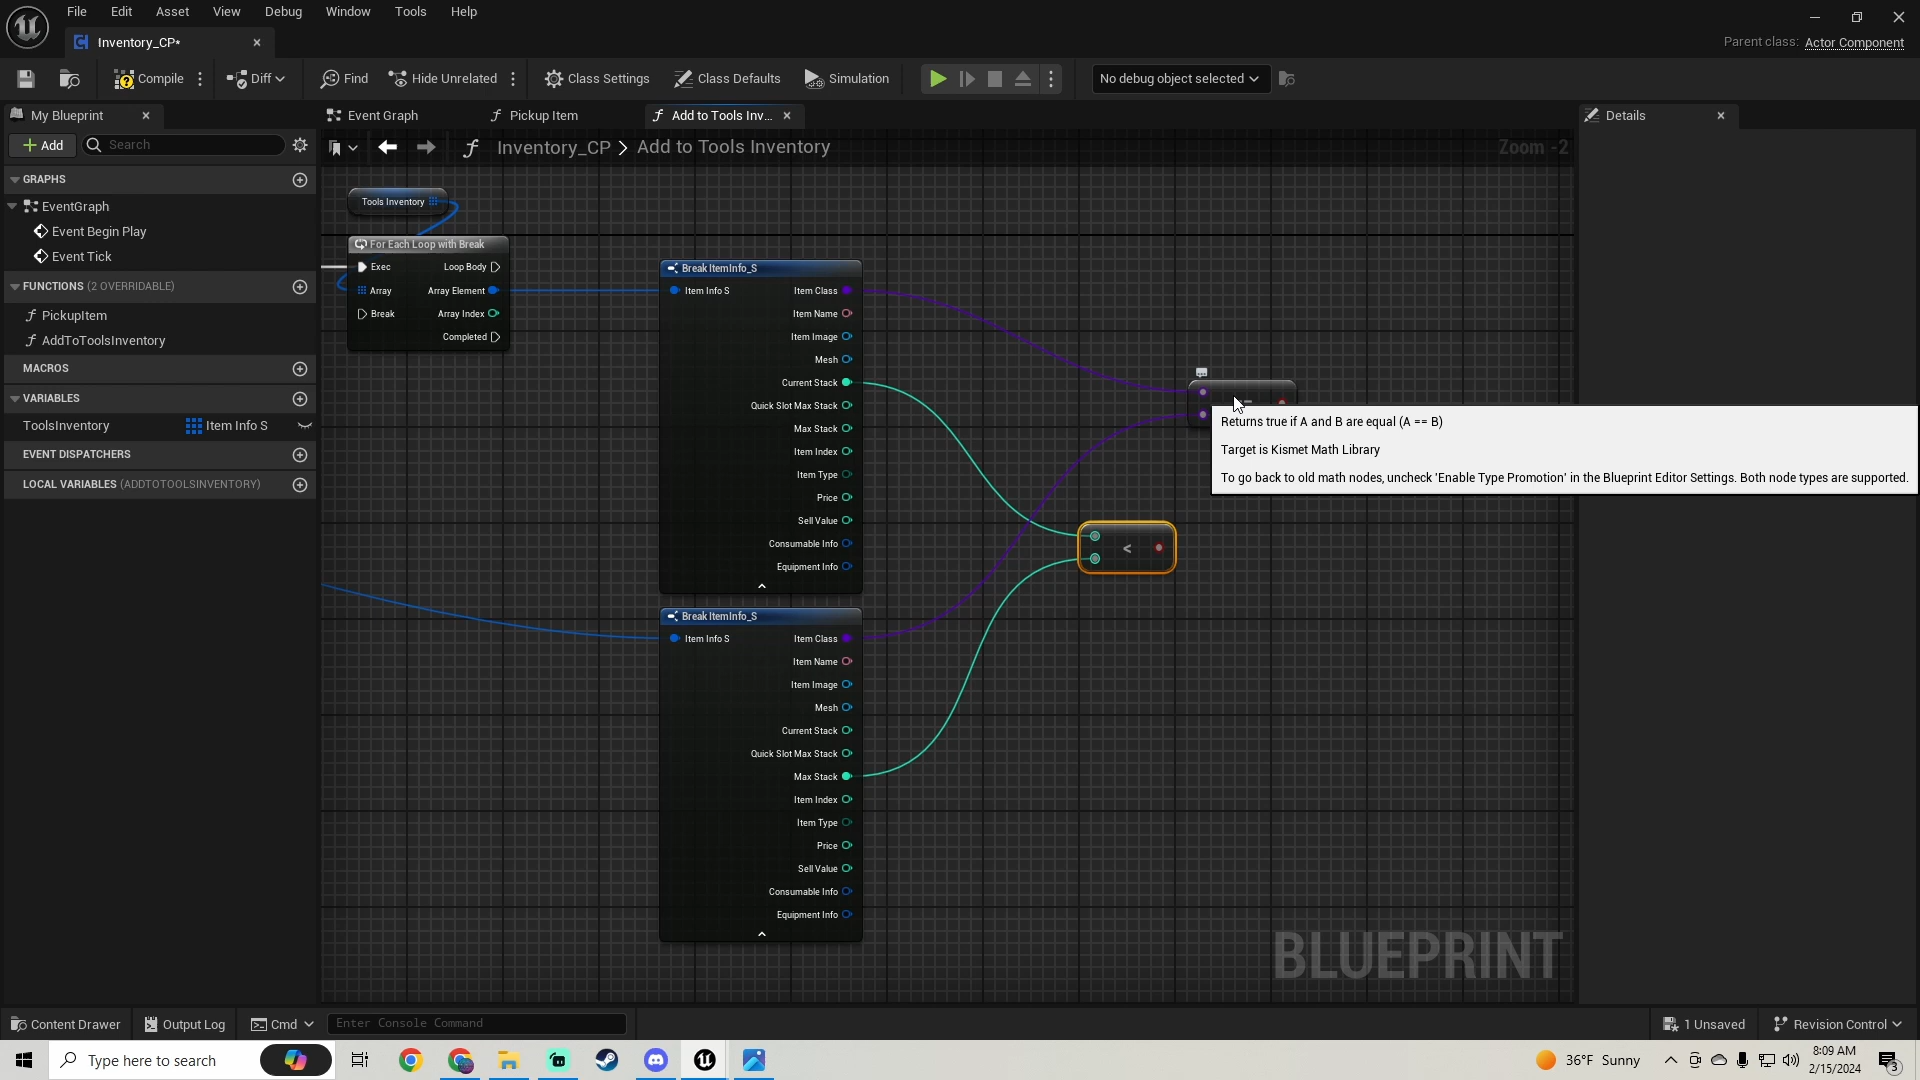 File Edit Asset View Debug Window Tools Help
Inventory_CP*
Parent class: Actor Component
Compile Diff Find Hide Unrelated Class Settings Class Defaults Simulation No debug object selected
My Blueprint Event Graph Pickup Item Add to Tools Inv... Details
Add Search Inventory_CP > Add to Tools Inventory Zoom -2
GRAPHS
EventGraph
Event Begin Play
Event Tick
FUNCTIONS (2 OVERRIDABLE)
PickupItem
AddToToolsInventory
MACROS
VARIABLES
ToolsInventory Item Info S
EVENT DISPATCHERS
LOCAL VARIABLES (ADDTOTOOLSINVENTORY)
Tools Inventory
For Each Loop with Break
Exec Loop Body
Array Array Element
Break Array Index
Completed
Break ItemInfo_S
Item Info S Item Class
Item Name
Item Image
Mesh
Current Stack
Quick Slot Max Stack
Max Stack
Item Index
Item Type
Price
Sell Value
Consumable Info
Equipment Info
Break ItemInfo_S
Item Info S Item Class
Item Name
Item Image
Mesh
Current Stack
Quick Slot Max Stack
Max Stack
Item Index
Item Type
Price
Sell Value
Consumable Info
Equipment Info
<
Returns true if A and B are equal (A == B)
Target is Kismet Math Library
To go back to old math nodes, uncheck 'Enable Type Promotion' in the Blueprint Editor Settings. Both node types are supported.
BLUEPRINT
Content Drawer Output Log Cmd Enter Console Command 1 Unsaved Revision Control
Type here to search 36°F Sunny 8:09 AM
2/15/2024
3